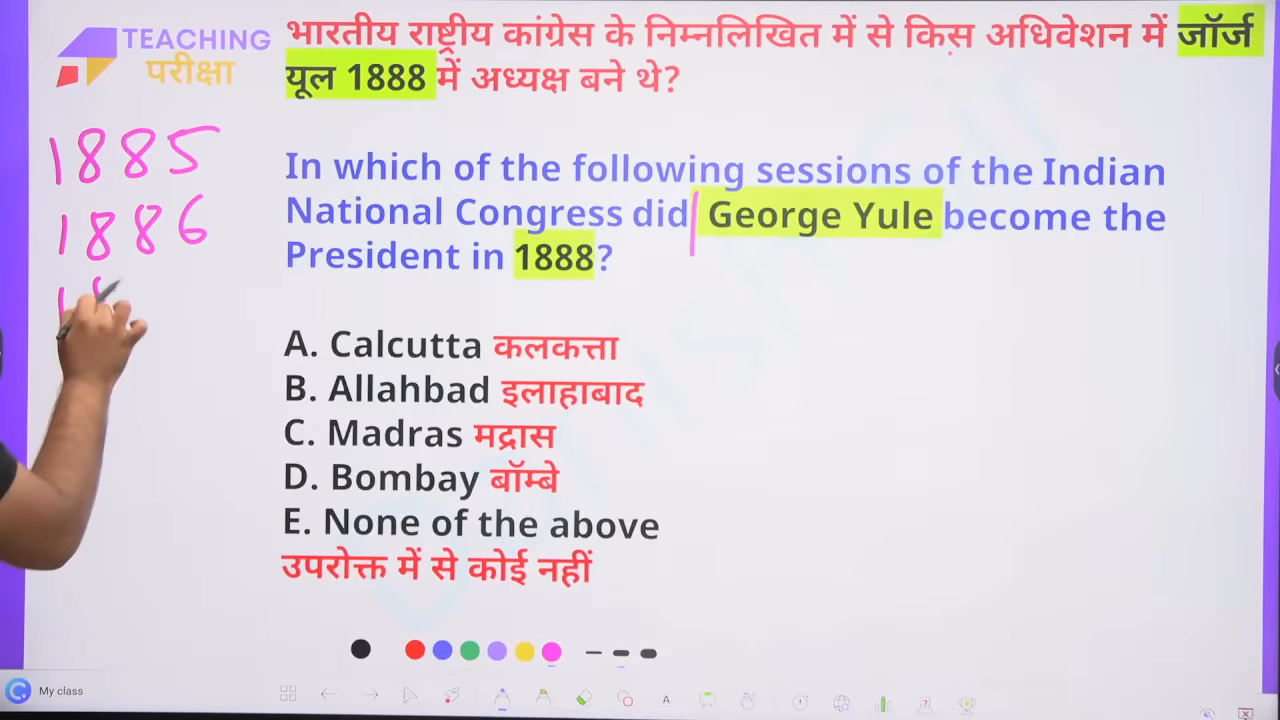 TEACHING
परीक्षा
भारतीय राष्ट्रीय कांग्रेस के निम्नलिखित में से किस अधिवेशन में जॉर्ज
यूल 1888 में अध्यक्ष बने थे?
1885
1886
18
In which of the following sessions of the Indian
National Congress did George Yule become the
President in 1888?
A. Calcutta कलकत्ता
B. Allahbad इलाहाबाद
C. Madras मद्रास
D. Bombay बॉम्बे
E. None of the above
उपरोक्त में से कोई नहीं
My class